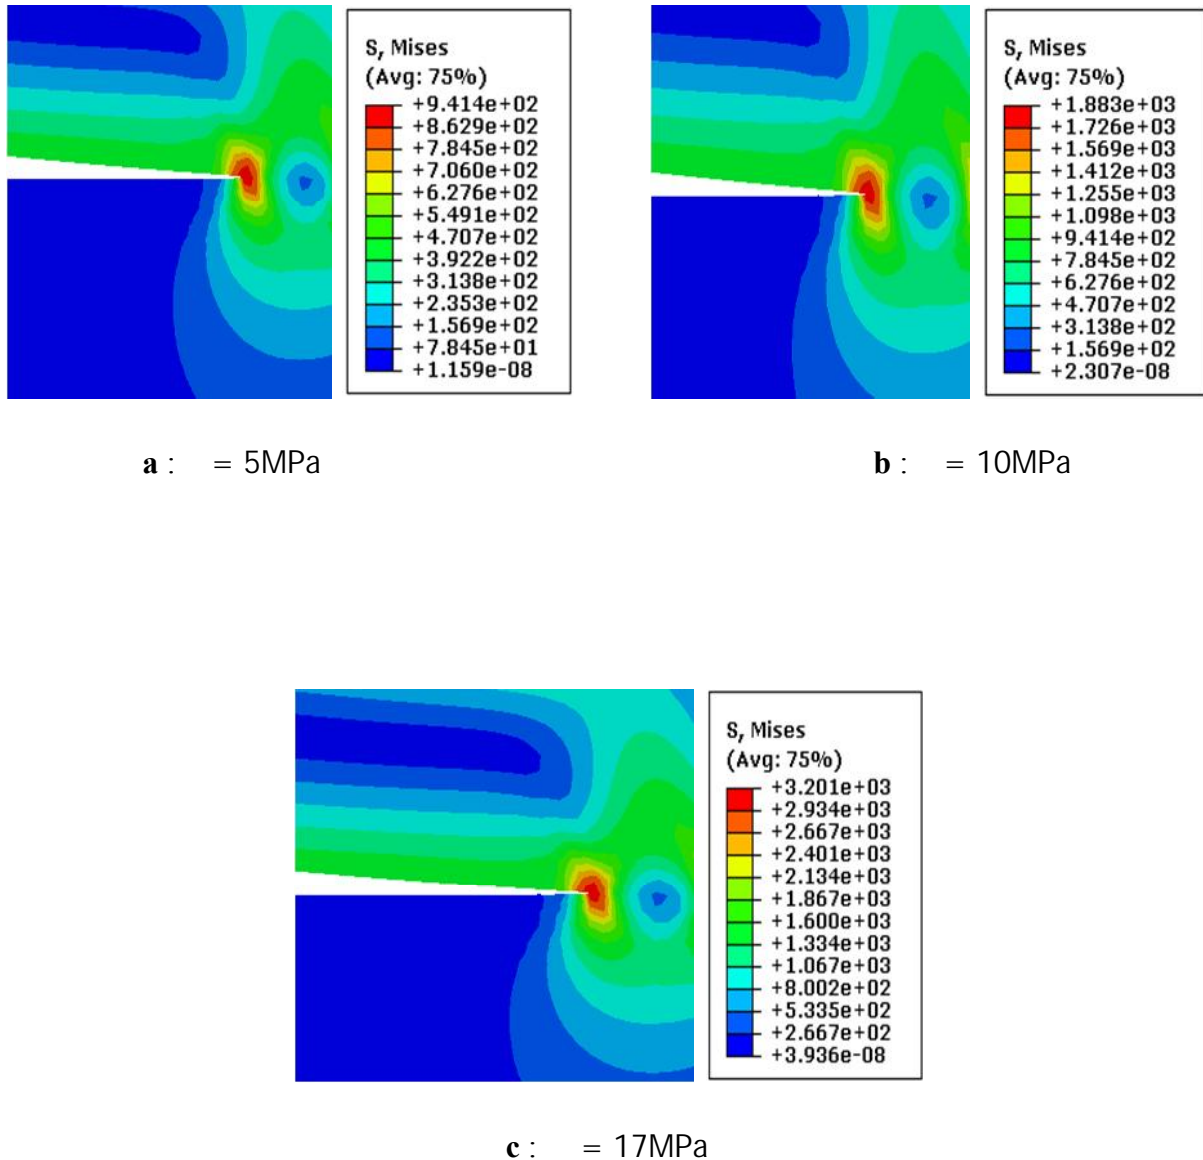 S, Mises
(Avg: 75%)
+9.414e+02
+8.629e+02
+7.845e+02
+7.060e+02
+6.276e+02
+5.491e+02
+4.707e+02
+3.922e+02
+3.138e+02
+2.353e+02
+1.569e+02
+7.845e+01
+1.159e-08
S, Mises
(Avg: 75%)
+1.883e+03
+1.726e+03
+1.569e+03
+1.412e+03
+1.255e+03
+1.098e+03
+9.414e+02
+7.845e+02
+6.276e+02
+4.707e+02
+3.138e+02
+1.569e+02
+2.307e-08
a : = 5MPa
b : = 10MPa
S, Mises
(Avg: 75%)
+3.201e+03
+2.934e+03
+2.667e+03
+2.401e+03
+2.134e+03
+1.867e+03
+1.600e+03
+1.334e+03
+1.067e+03
+8.002e+02
+5.335e+02
+2.667e+02
+3.936e-08
c : = 17MPa